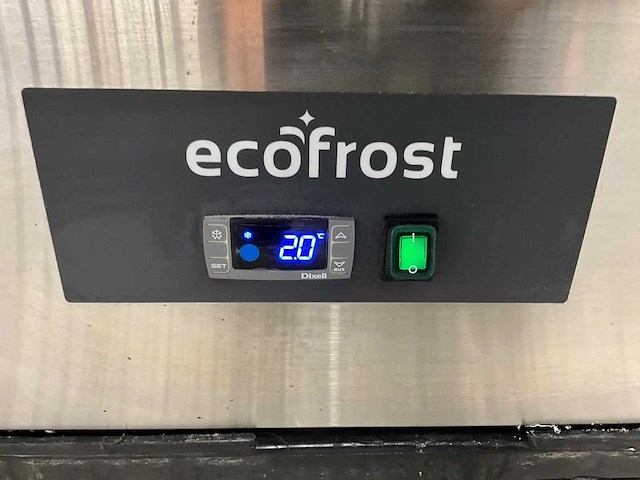 ecofrost
2.0 °C
SET
AUX
Dixell
I
O